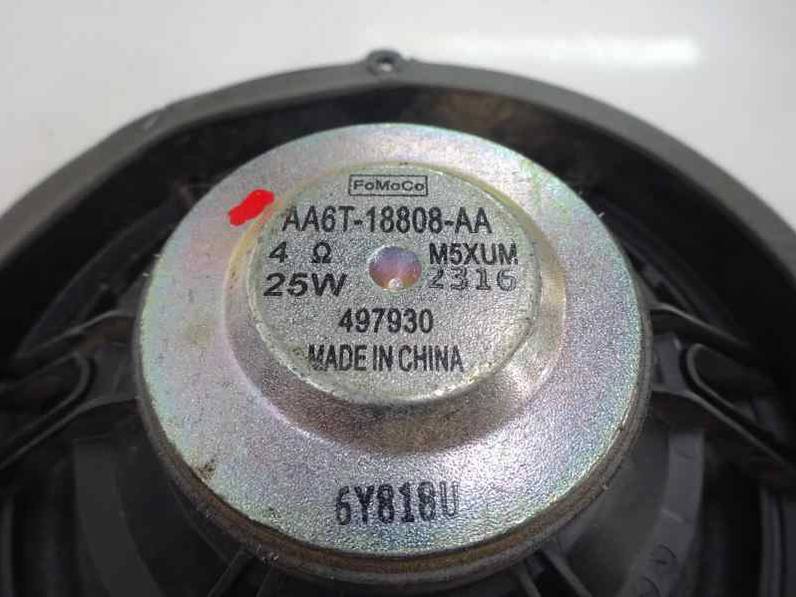 FoMoCo
AA6T-18808-AA
4 Ω M5XUM
25W 2316
497930
MADE IN CHINA
6Y818U